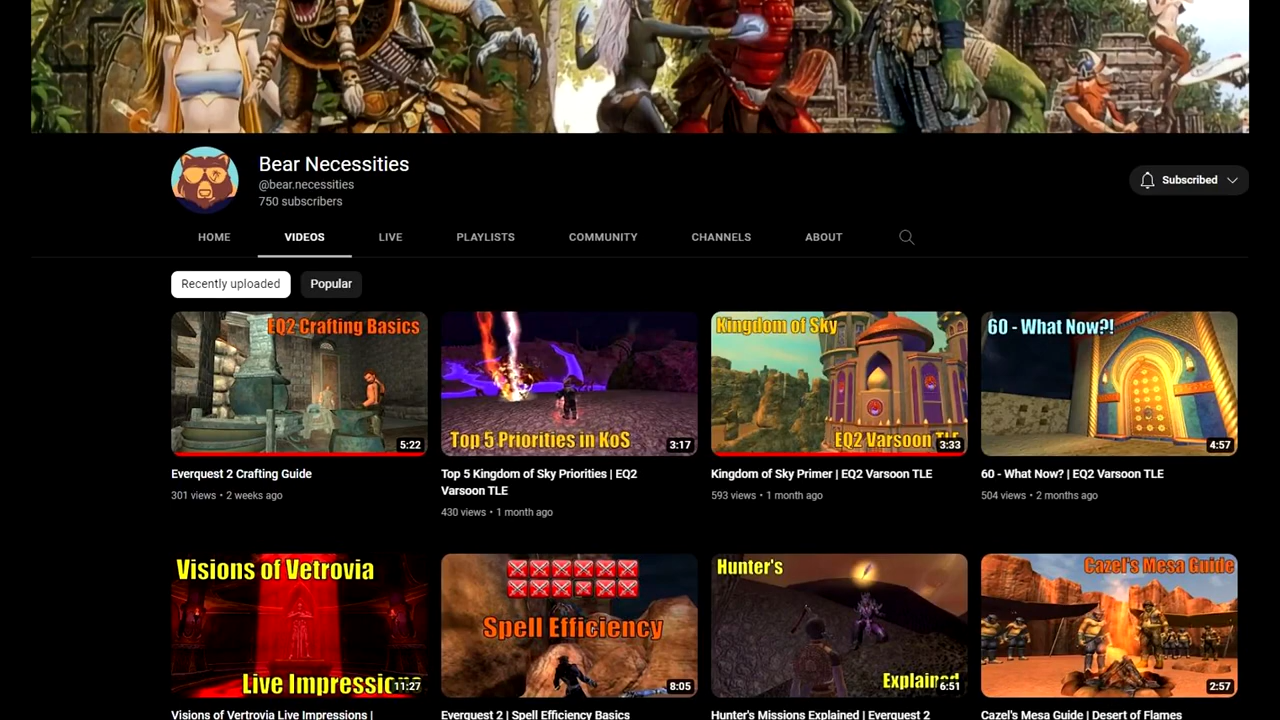 Bear Necessities
@bear.necessities
750 subscribers
Subscribed
HOME VIDEOS LIVE PLAYLISTS COMMUNITY CHANNELS ABOUT
Recently uploaded Popular
EQ2 Crafting Basics
5:22
Top 5 Priorities in KoS
3:17
Kingdom of Sky
EQ2 Varsoon TLE
3:33
60 - What Now?!
4:57
Everquest 2 Crafting Guide
301 views • 2 weeks ago
Top 5 Kingdom of Sky Priorities | EQ2
Varsoon TLE
430 views • 1 month ago
Kingdom of Sky Primer | EQ2 Varsoon TLE
593 views • 1 month ago
60 - What Now? | EQ2 Varsoon TLE
504 views • 2 months ago
Visions of Vetrovia
Live Impressions
11:27
Spell Efficiency
8:05
Hunter's
Explained
6:51
Cazel's Mesa Guide
2:57
Visions of Vertrovia Live Impressions |
Everquest 2 | Spell Efficiency Basics
Hunter's Missions Explained | Everquest 2
Cazel's Mesa Guide | Desert of Flames